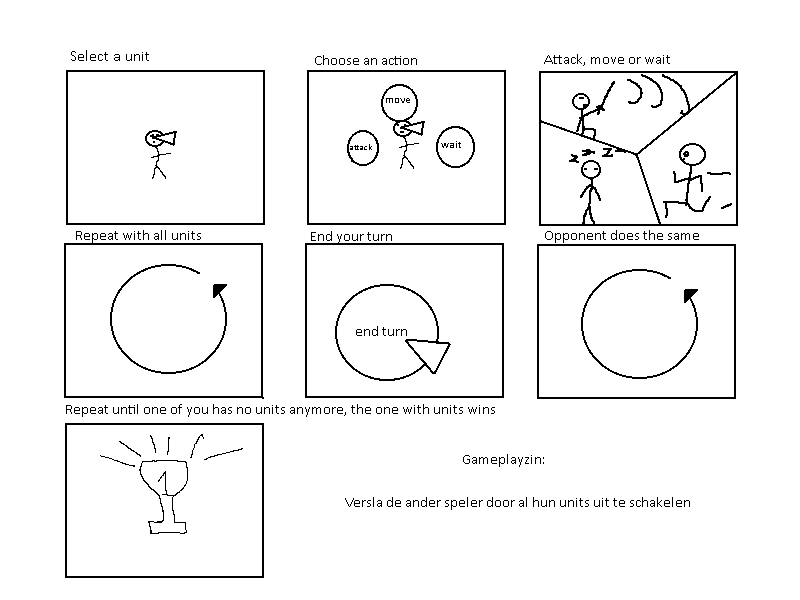 Select a unit
Choose an action
Attack, move or wait
move
attack
wait
z z z
Repeat with all units
End your turn
Opponent does the same
end turn
Repeat until one of you has no units anymore, the one with units wins
1
Gameplayzin:
Versla de ander speler door al hun units uit te schakelen